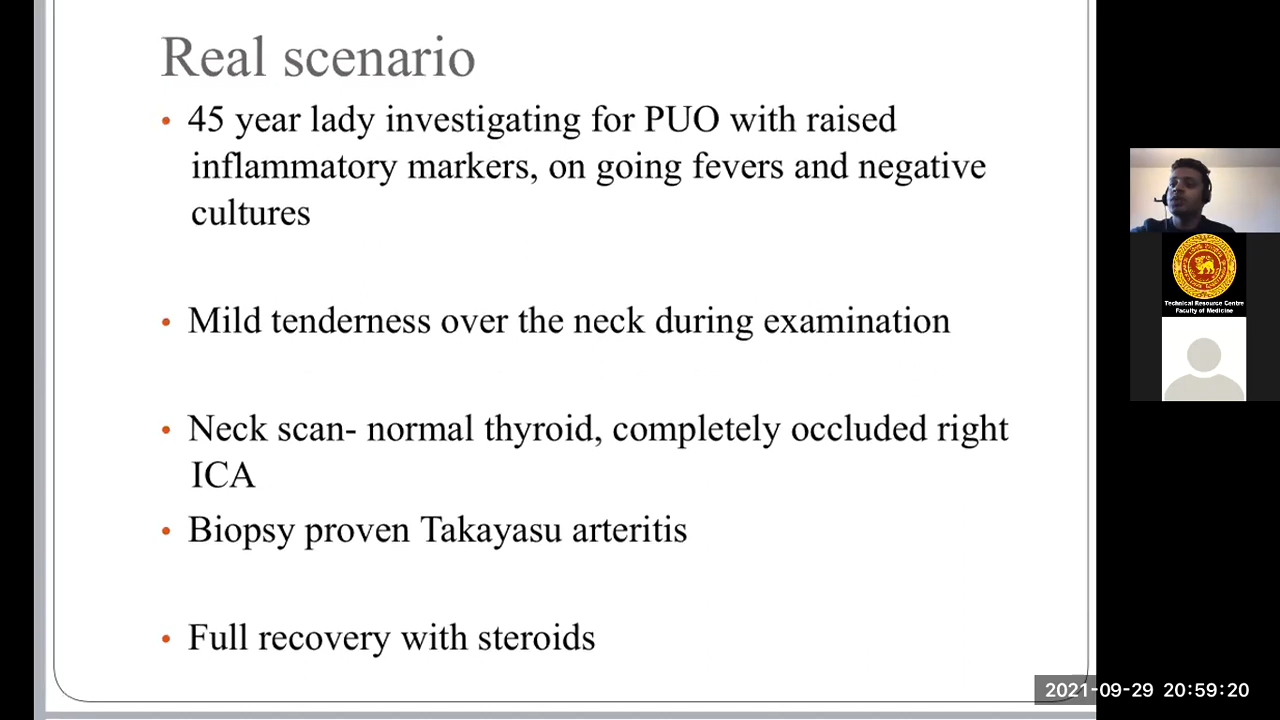 Real scenario
• 45 year lady investigating for PUO with raised
inflammatory markers, on going fevers and negative
cultures
• Mild tenderness over the neck during examination
• Neck scan- normal thyroid, completely occluded right
ICA
• Biopsy proven Takayasu arteritis
• Full recovery with steroids
Technical Resource Centre
Faculty of Medicine
2021-09-29 20:59:20